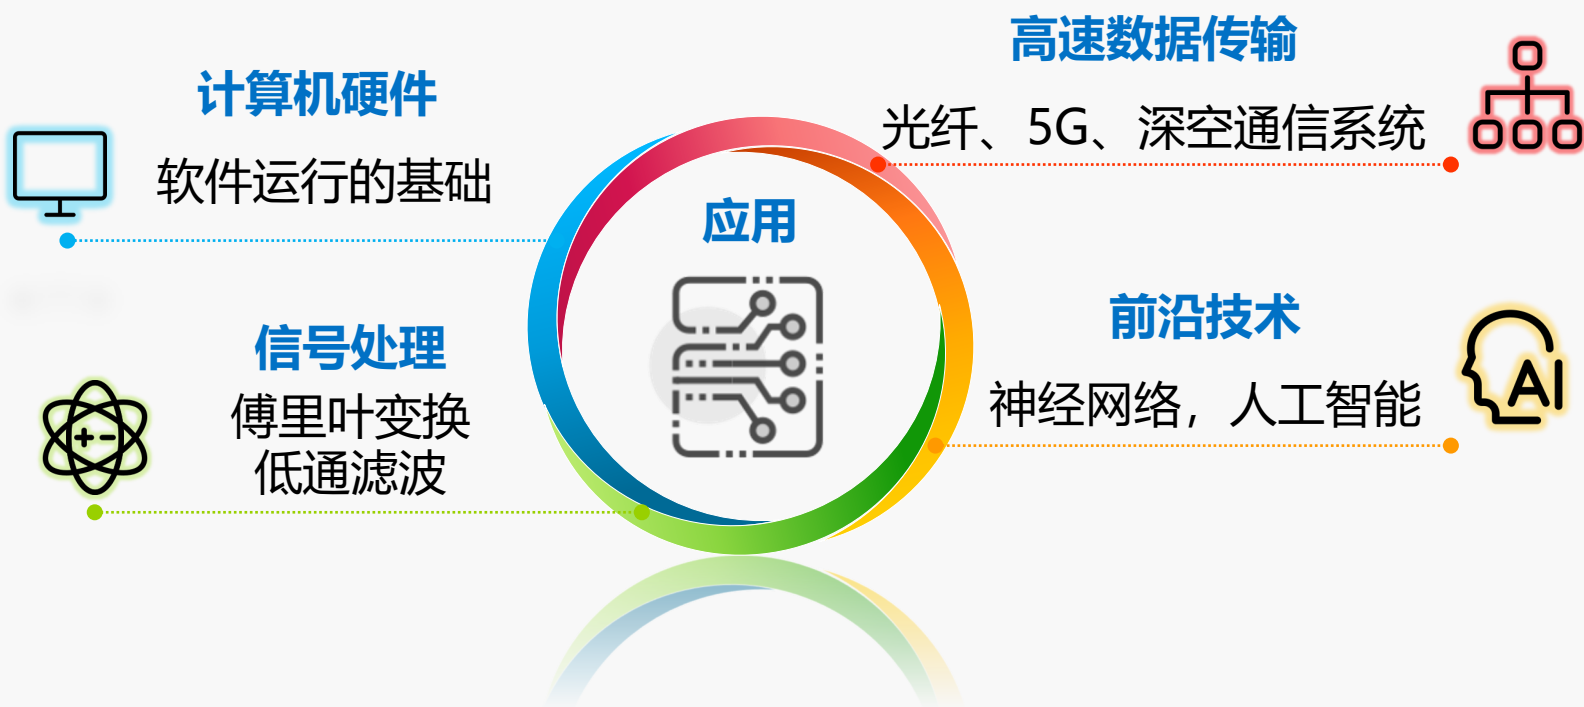 计算机硬件
软件运行的基础
信号处理
傅里叶变换
低通滤波
应用
高速数据传输
光纤、5G、深空通信系统
前沿技术
神经网络，人工智能
AI